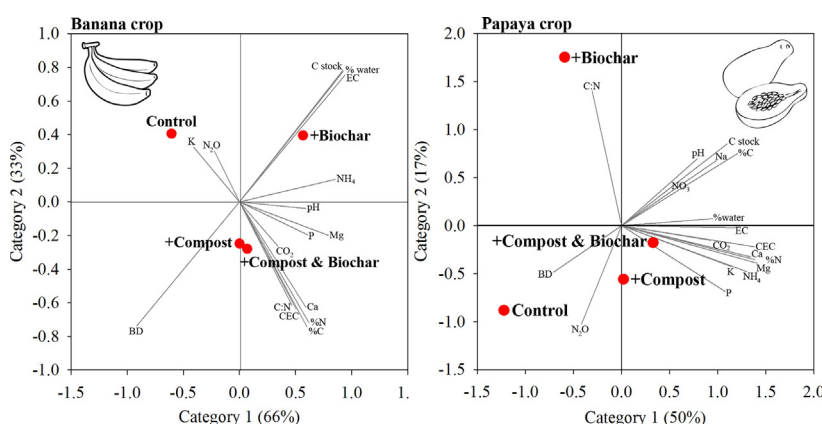 Banana crop
Category 2 (33%)
1.0
0.8
0.6
0.4
0.2
0.0
-0.2
-0.4
-0.6
-0.8
-1.0
C stock
% water
EC
Control
+Biochar
K
N₂O
NH₄
pH
P
Mg
+Compost
CO₂
+Compost & Biochar
C:N
Ca
CEC
%N
%C
BD
-1.5
-1.0
-0.5
0.0
0.5
1.0
1.
Category 1 (66%)
Papaya crop
Category 2 (17%)
2.0
1.5
1.0
0.5
0.0
-0.5
-1.0
-1.5
+Biochar
C:N
C stock
pH
Na
%C
NO₃
%water
EC
+Compost & Biochar
CO₂
CEC
Ca
%N
BD
K
Mg
NH₄
+Compost
P
Control
N₂O
-1.5
-1.0
-0.5
0.0
0.5
1.0
1.5
2.0
Category 1 (50%)